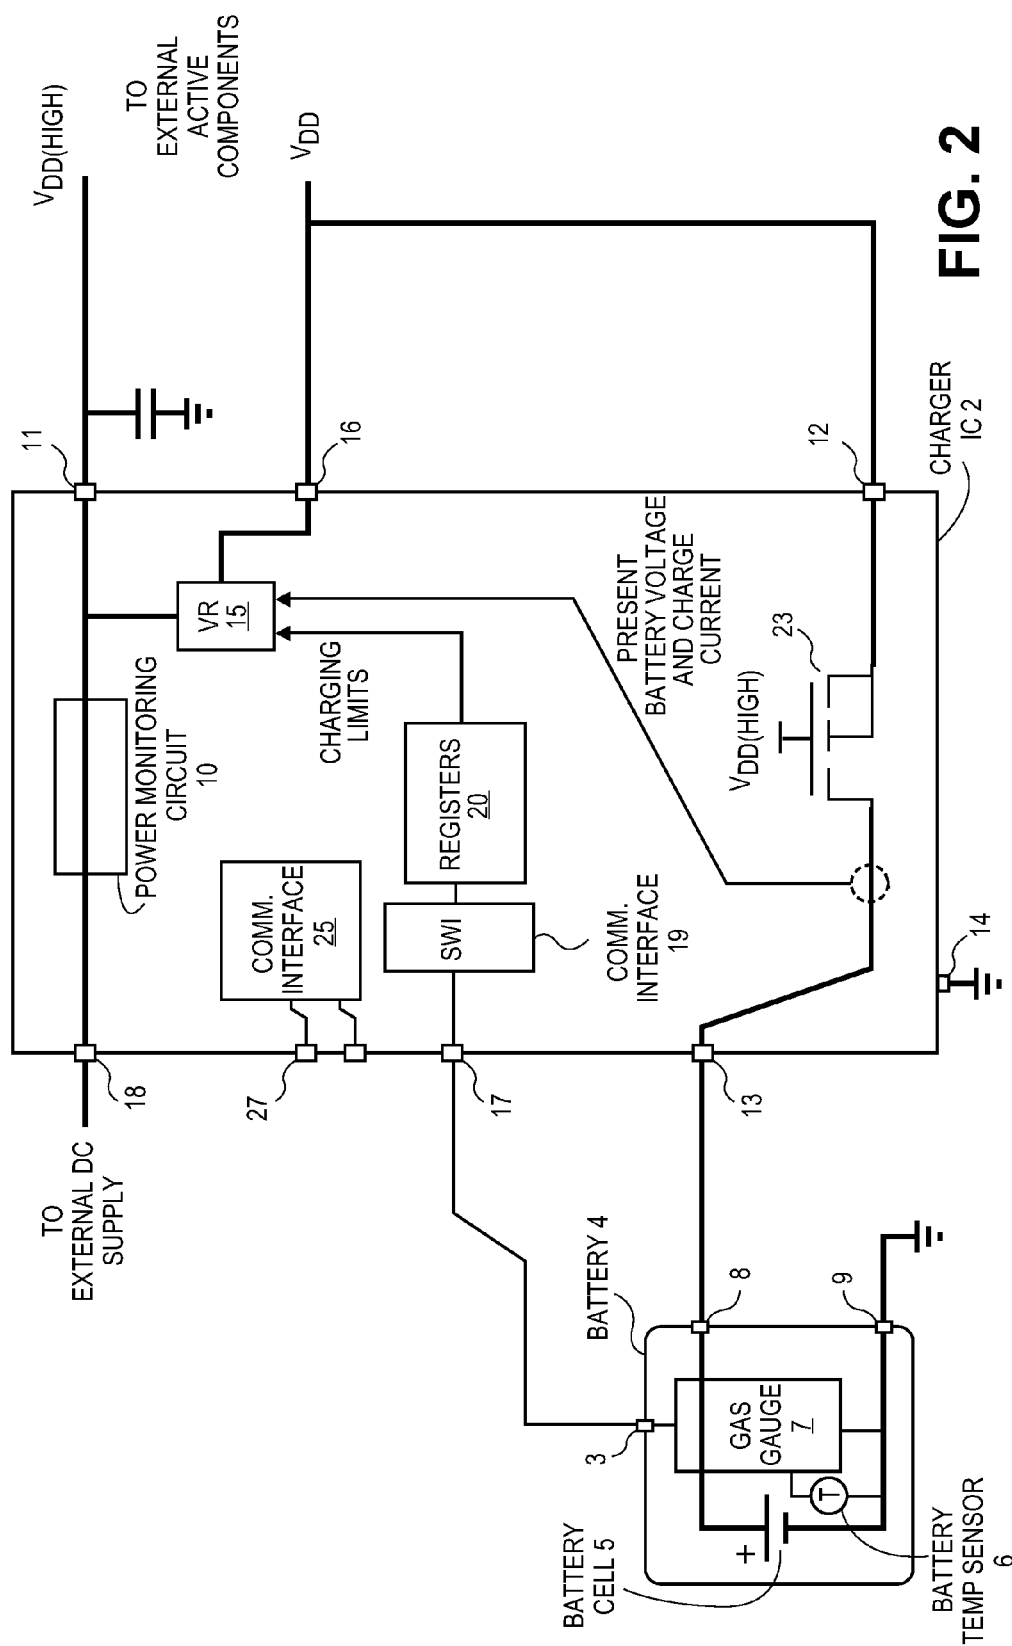 TO
EXTERNAL DC
SUPPLY
18
POWER MONITORING
CIRCUIT
10
11
VDD(HIGH)
TO
EXTERNAL
ACTIVE
COMPONENTS
VDD
27
COMM.
INTERFACE
25
VR
15
16
CHARGING
LIMITS
17
SWI
REGISTERS
20
COMM.
INTERFACE
19
PRESENT
BATTERY VOLTAGE
AND CHARGE
CURRENT
13
VDD(HIGH)
23
12
14
CHARGER
IC 2
BATTERY 4
3
8
9
GAS
GAUGE
7
T
+
BATTERY
CELL 5
BATTERY
TEMP SENSOR
6
FIG. 2